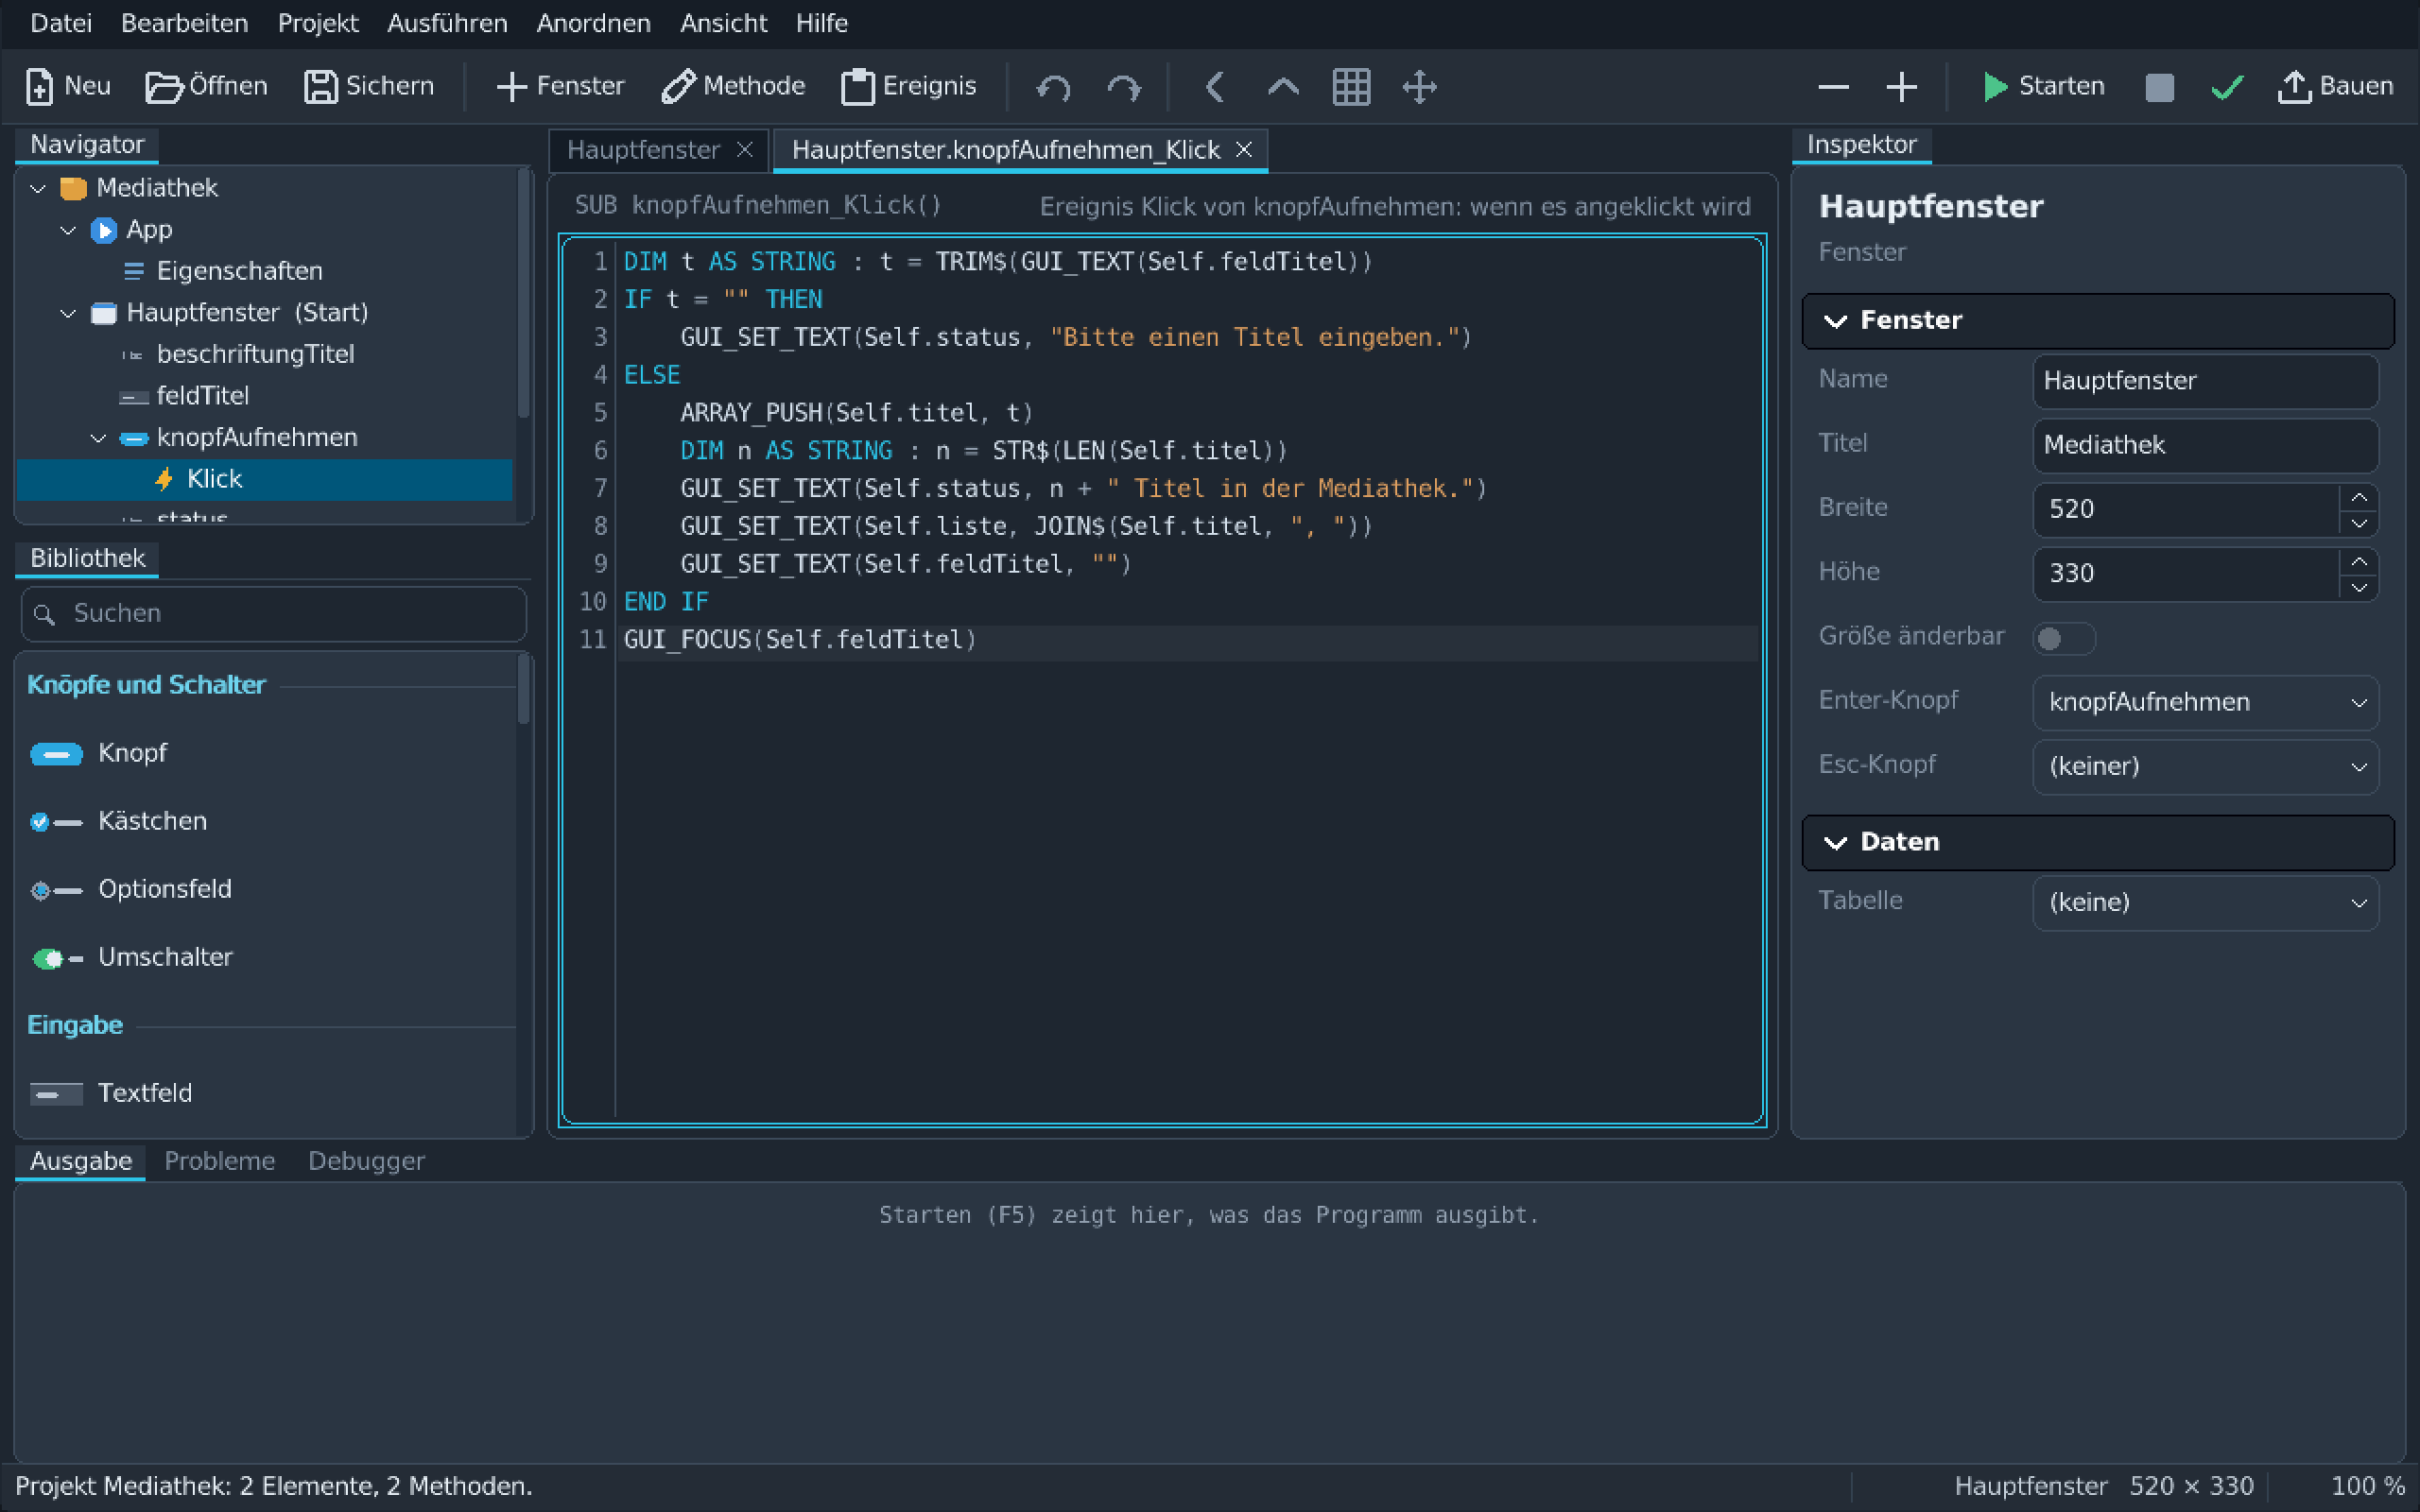 Datei Bearbeiten Projekt Ausführen Anordnen Ansicht Hilfe
Neu Öffnen Sichern Fenster Methode Ereignis Starten Bauen
Navigator
Mediathek
App
Eigenschaften
Hauptfenster (Start)
beschriftungTitel
feldTitel
knopfAufnehmen
Klick
status
Bibliothek
Suchen
Knöpfe und Schalter
Knopf
Kästchen
Optionsfeld
Umschalter
Eingabe
Textfeld
Hauptfenster Hauptfenster.knopfAufnehmen_Klick
SUB knopfAufnehmen_Klick() Ereignis Klick von knopfAufnehmen: wenn es angeklickt wird
1 DIM t AS STRING : t = TRIM$(GUI_TEXT(Self.feldTitel))
2 IF t = "" THEN
3 GUI_SET_TEXT(Self.status, "Bitte einen Titel eingeben.")
4 ELSE
5 ARRAY_PUSH(Self.titel, t)
6 DIM n AS STRING : n = STR$(LEN(Self.titel))
7 GUI_SET_TEXT(Self.status, n + " Titel in der Mediathek.")
8 GUI_SET_TEXT(Self.liste, JOIN$(Self.titel, ", "))
9 GUI_SET_TEXT(Self.feldTitel, "")
10 END IF
11 GUI_FOCUS(Self.feldTitel)
Inspektor
Hauptfenster
Fenster
Fenster
Name Hauptfenster
Titel Mediathek
Breite 520
Höhe 330
Größe änderbar
Enter-Knopf knopfAufnehmen
Esc-Knopf (keiner)
Daten
Tabelle (keine)
Ausgabe Probleme Debugger
Starten (F5) zeigt hier, was das Programm ausgibt.
Projekt Mediathek: 2 Elemente, 2 Methoden. Hauptfenster 520 × 330 100 %